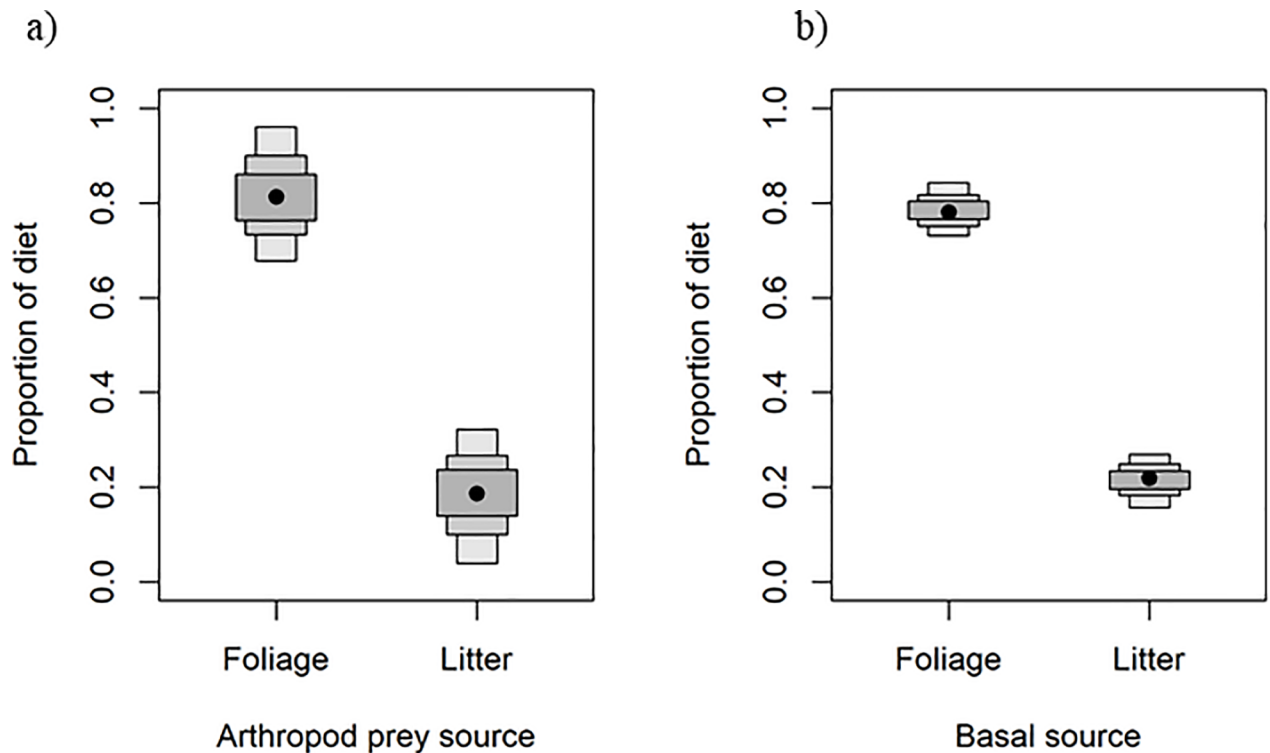 a)
Proportion of diet
1.0
0.8
0.6
0.4
0.2
0.0
Foliage Litter
Arthropod prey source
b)
Proportion of diet
1.0
0.8
0.6
0.4
0.2
0.0
Foliage Litter
Basal source